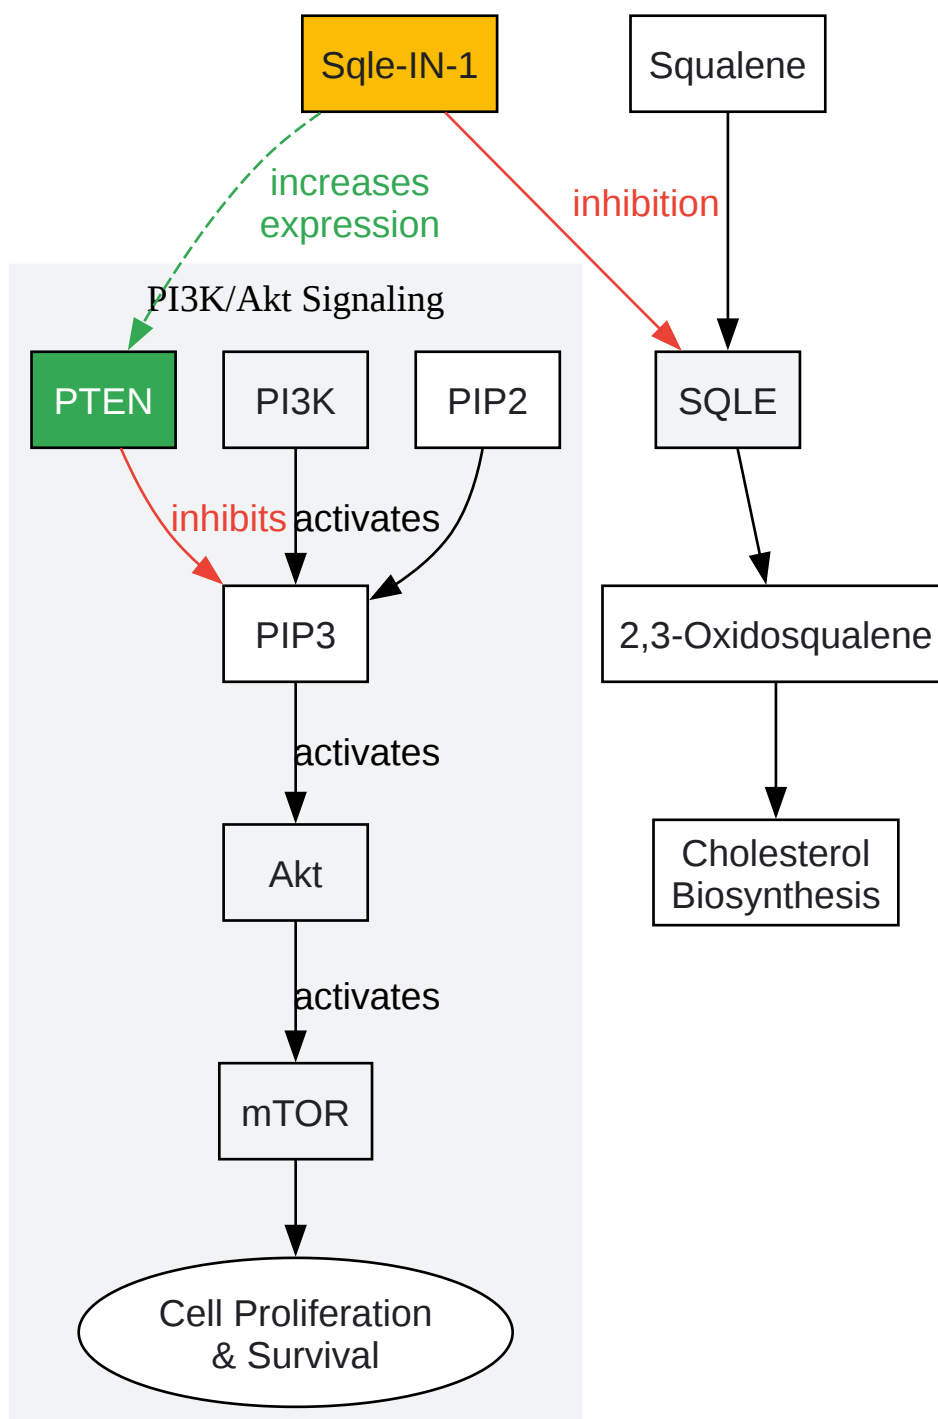 Sqle-IN-1
Squalene
increases
expression
inhibition
PI3K/Akt Signaling
PTEN
PI3K
PIP2
SQLE
inhibits
activates
PIP3
2,3-Oxidosqualene
activates
Akt
Cholesterol
Biosynthesis
activates
mTOR
Cell Proliferation
& Survival